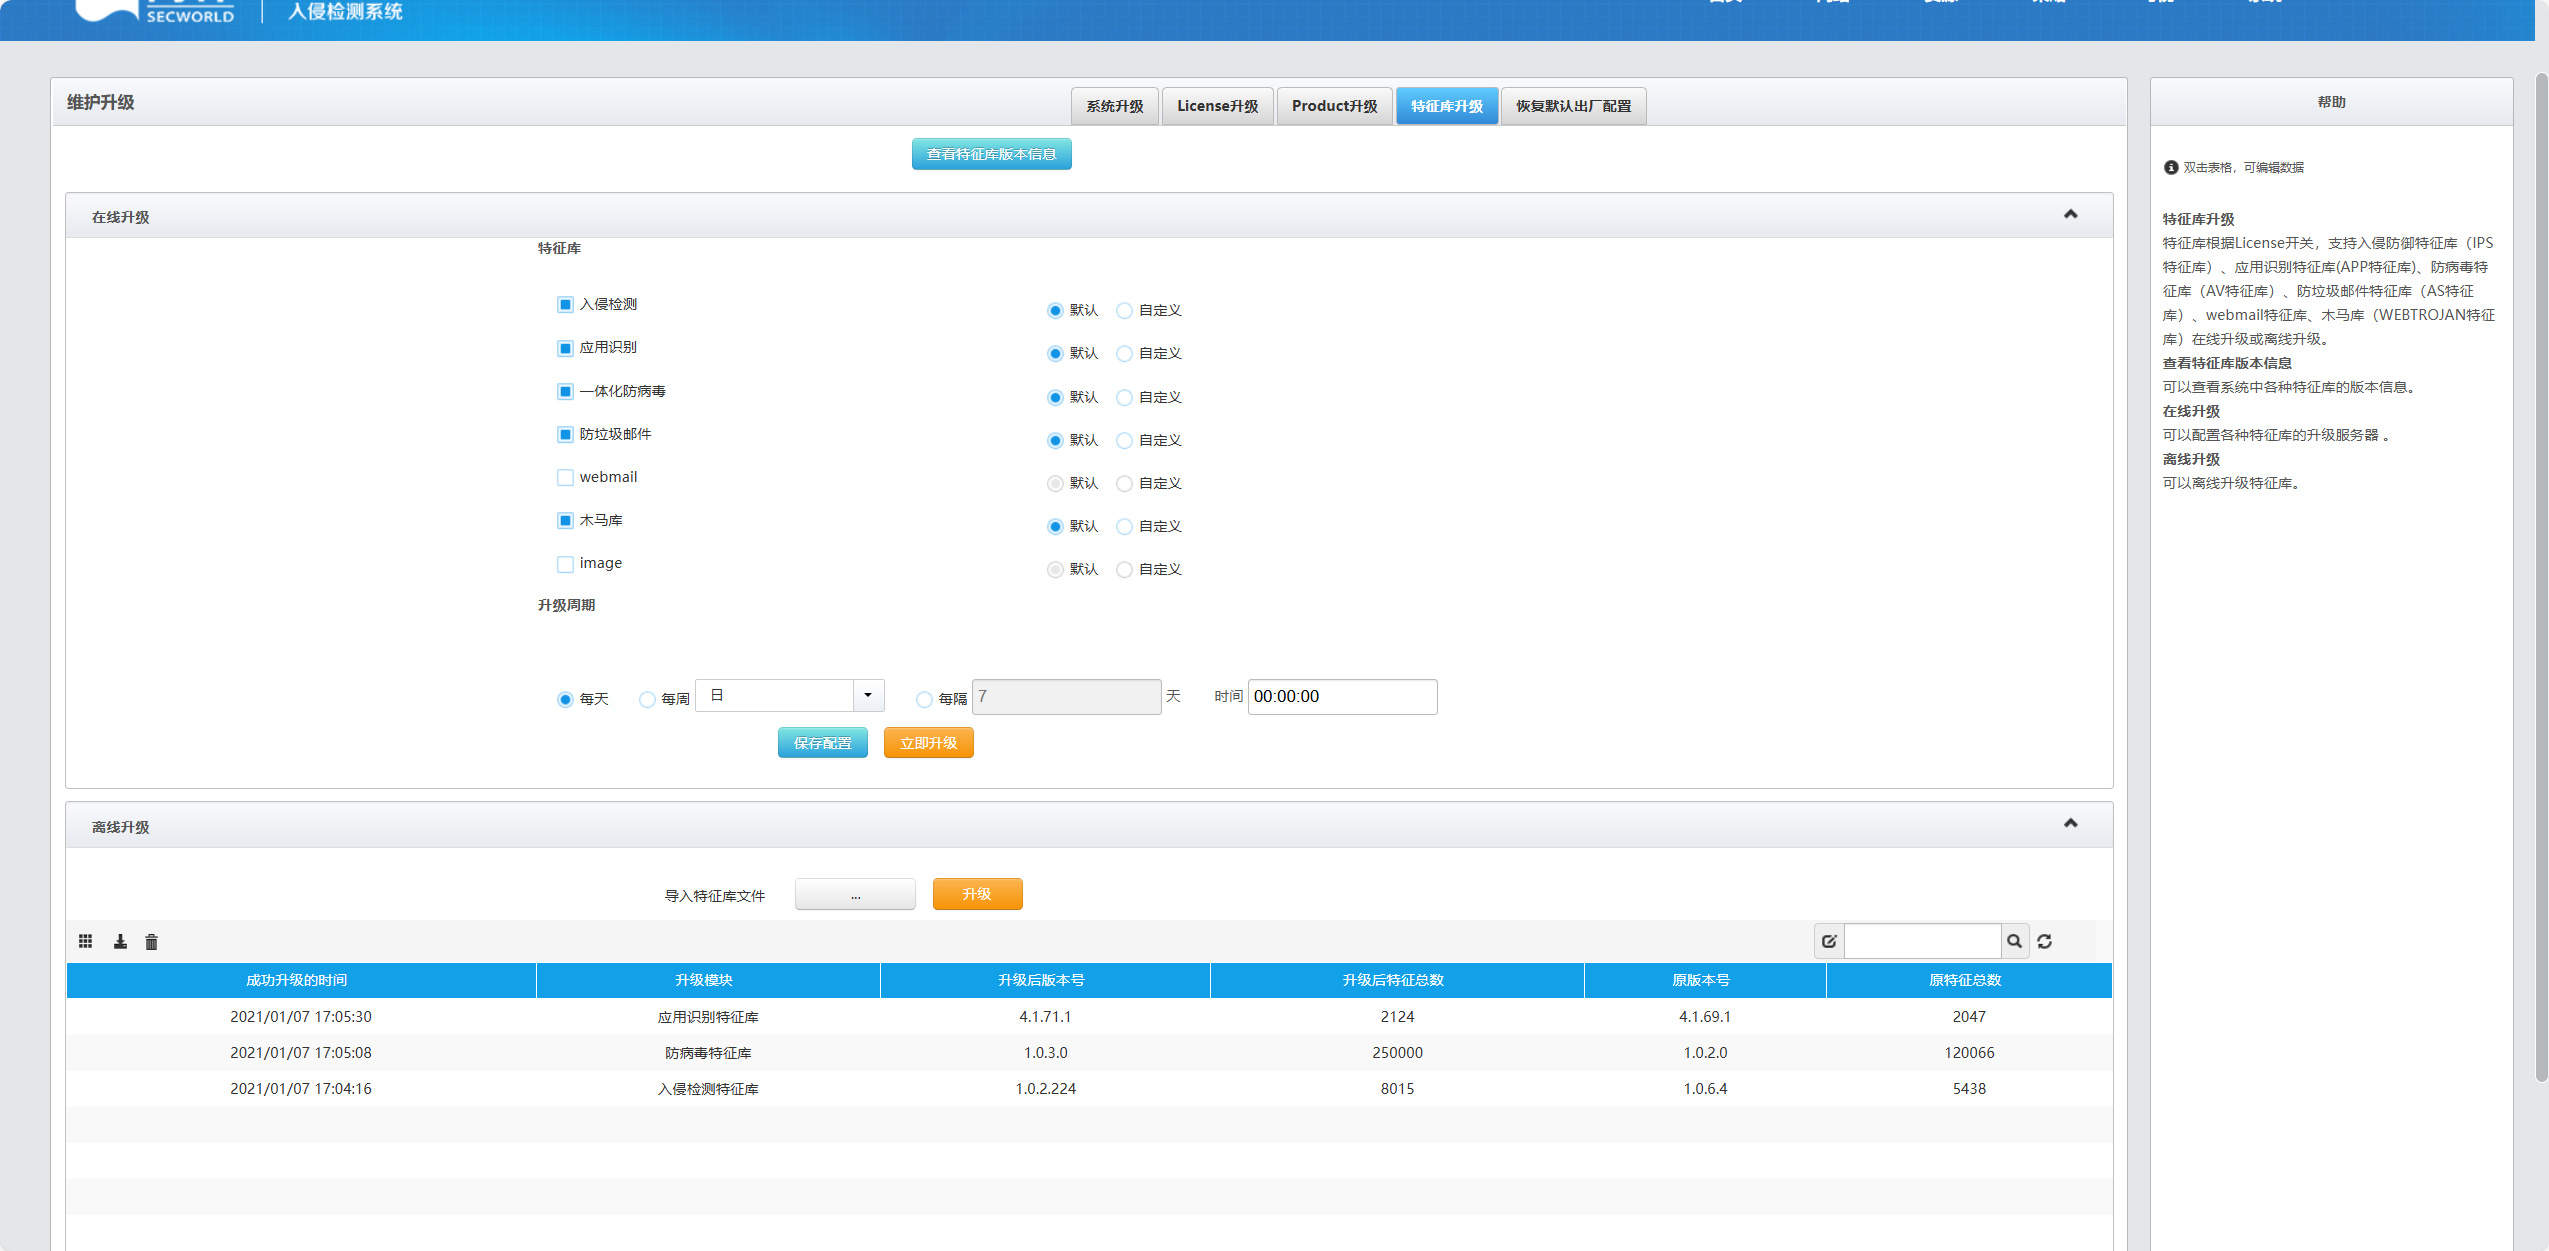 SECWORLD
入侵检测系统
维护升级
系统升级
License升级
Product升级
特征库升级
恢复默认出厂配置
查看特征库版本信息
在线升级
特征库
入侵检测 默认 自定义
应用识别 默认 自定义
一体化防病毒 默认 自定义
防垃圾邮件 默认 自定义
webmail 默认 自定义
木马库 默认 自定义
image 默认 自定义
升级周期
每天 每周 日 每隔 7 天 时间 00:00:00
保存配置 立即升级
离线升级
导入特征库文件 ... 升级
成功升级的时间 升级模块 升级后版本号 升级后特征总数 原版本号 原特征总数
2021/01/07 17:05:30 应用识别特征库 4.1.71.1 2124 4.1.69.1 2047
2021/01/07 17:05:08 防病毒特征库 1.0.3.0 250000 1.0.2.0 120066
2021/01/07 17:04:16 入侵检测特征库 1.0.2.224 8015 1.0.6.4 5438
帮助
双击表格，可编辑数据
特征库升级
特征库根据License开关，支持入侵防御特征库（IPS
特征库）、应用识别特征库(APP特征库)、防病毒特
征库（AV特征库）、防垃圾邮件特征库（AS特征
库）、webmail特征库、木马库（WEBTROJAN特征
库）在线升级或离线升级。
查看特征库版本信息
可以查看系统中各种特征库的版本信息。
在线升级
可以配置各种特征库的升级服务器 。
离线升级
可以离线升级特征库。